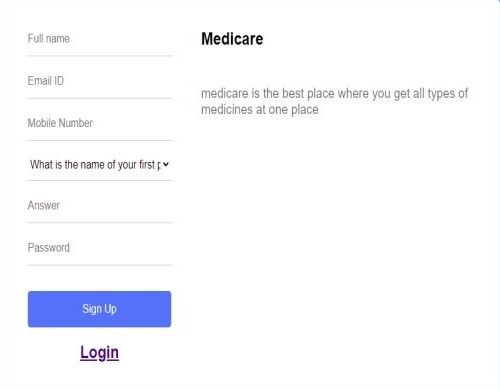 Full name
Email ID
Mobile Number
What is the name of your first
Answer
Password
Sign Up
Login
Medicare
medicare is the best place where you get all types of
medicines at one place